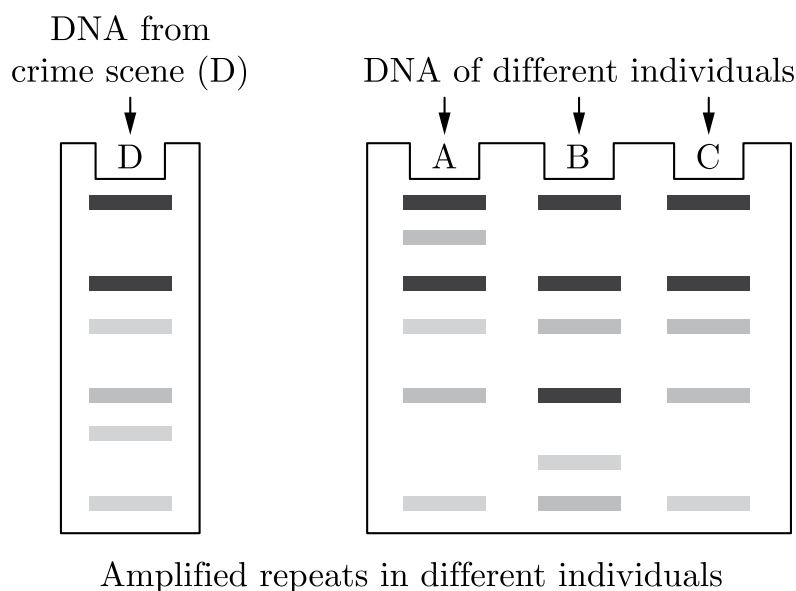 DNA from
crime scene (D)
DNA of different individuals
D
A
B
C
Amplified repeats in different individuals